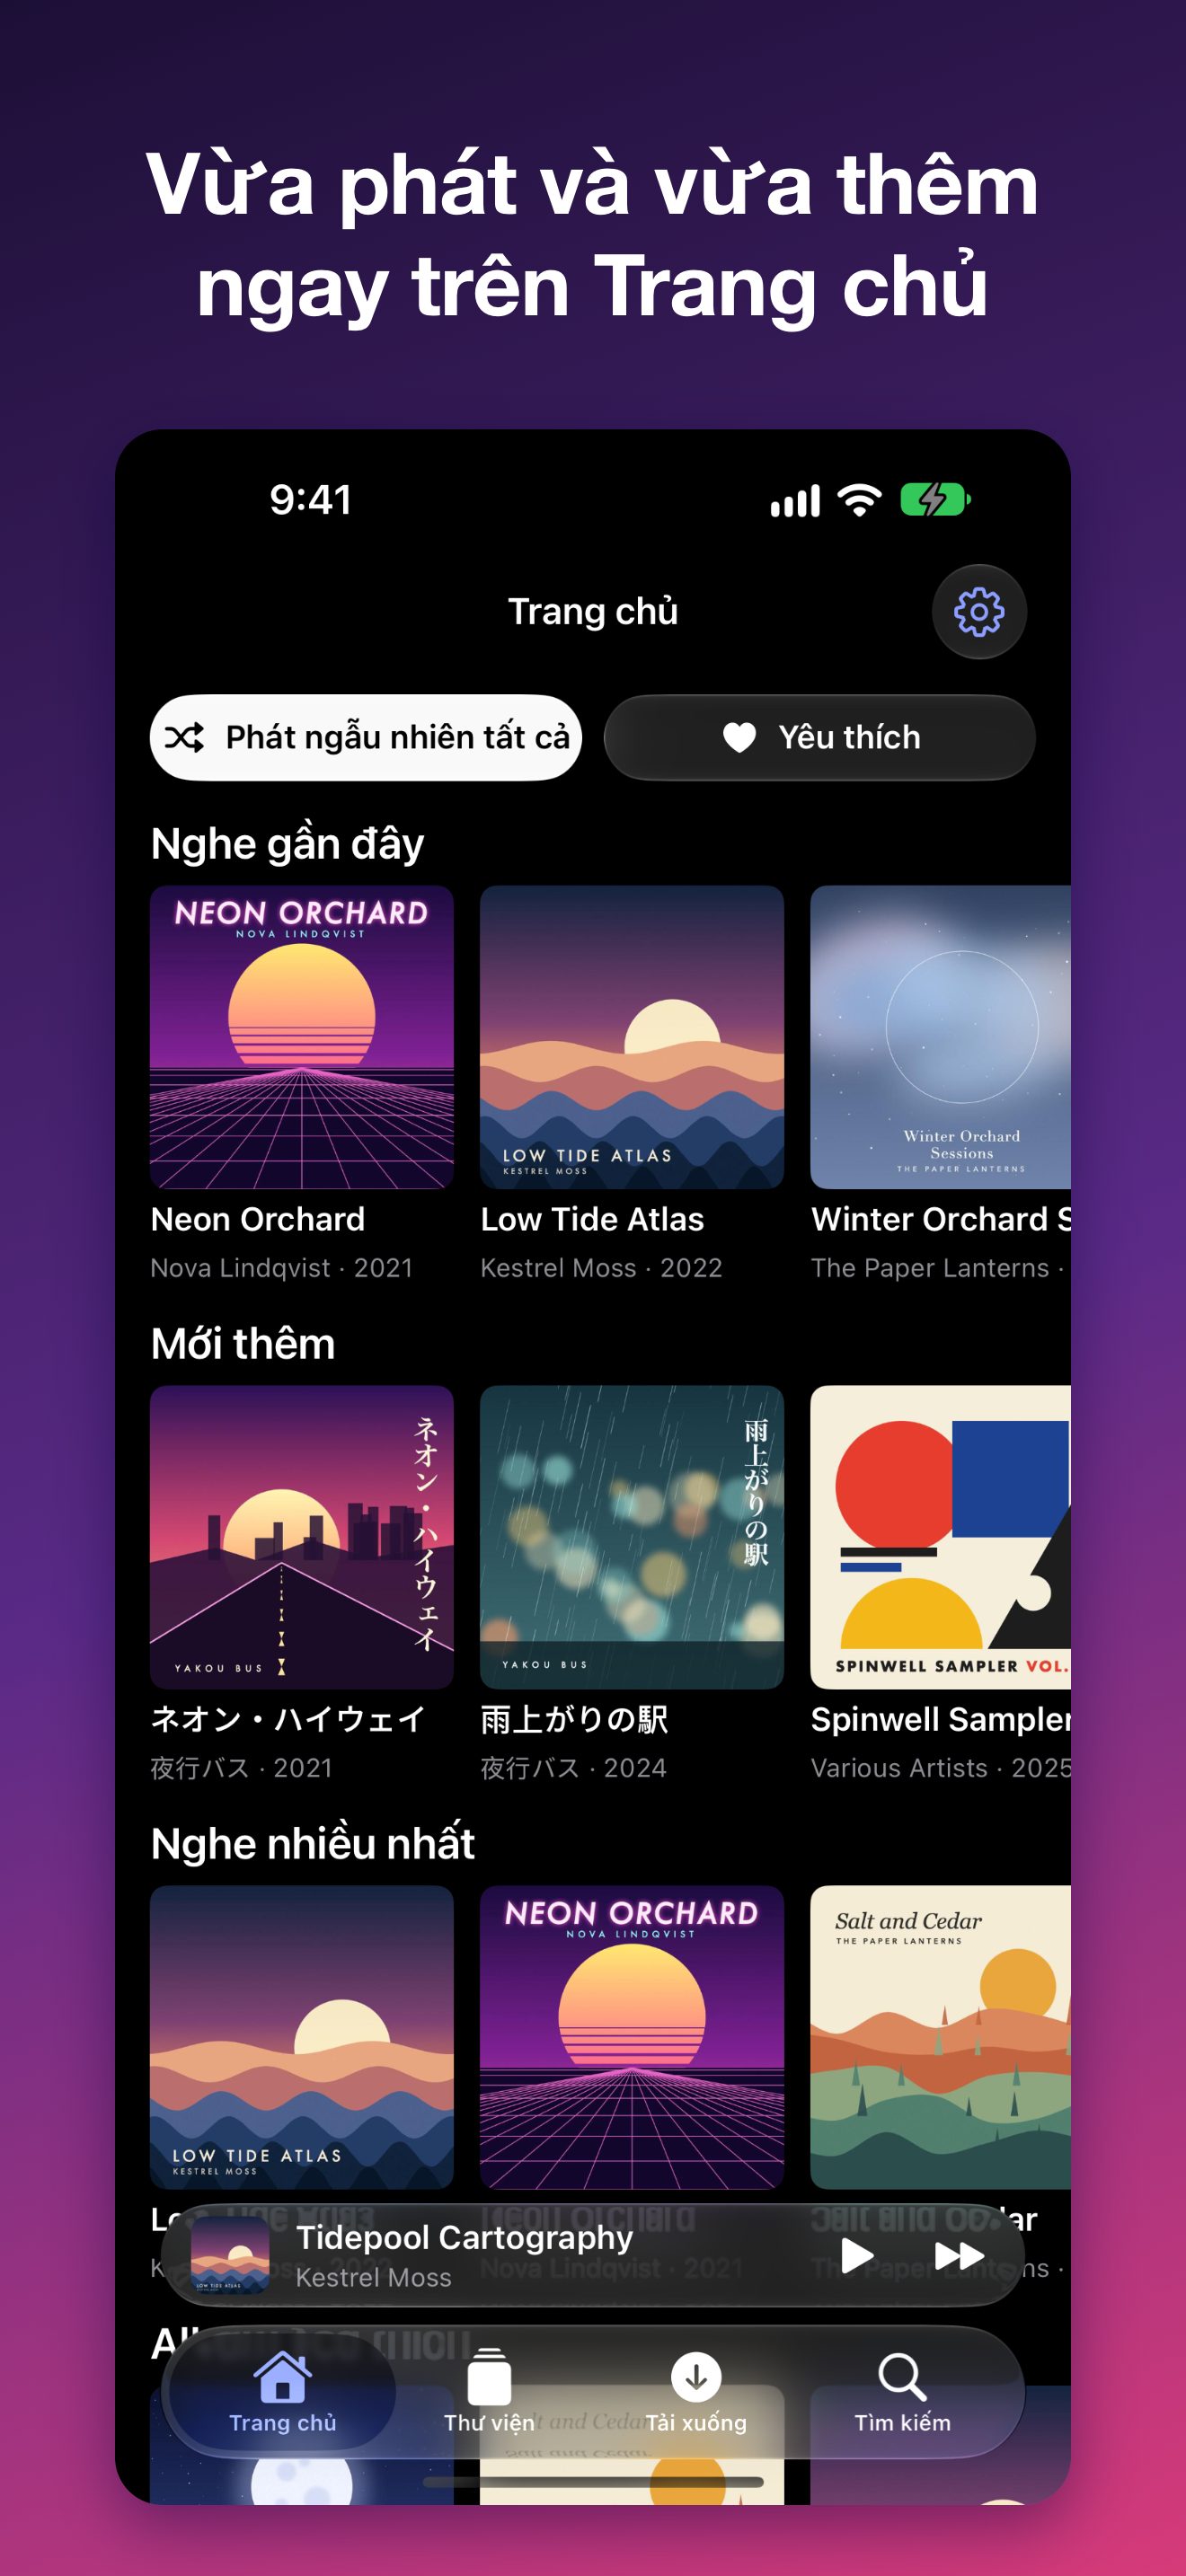 Vừa phát và vừa thêm
ngay trên Trang chủ
9:41
Trang chủ
Phát ngẫu nhiên tất cả
Yêu thích
Nghe gần đây
NEON ORCHARD
NOVA LINDQVIST
LOW TIDE ATLAS
KESTREL MOSS
Winter Orchard
Sessions
THE PAPER LANTERNS
Neon Orchard
Low Tide Atlas
Winter Orchard S
Nova Lindqvist · 2021
Kestrel Moss · 2022
The Paper Lanterns ·
Mới thêm
ネオン・ハイウェイ
YAKOU BUS
雨上がりの駅
YAKOU BUS
SPINWELL SAMPLER VOL.
ネオン・ハイウェイ
雨上がりの駅
Spinwell Sampler
夜行バス · 2021
夜行バス · 2024
Various Artists · 2025
Nghe nhiều nhất
LOW TIDE ATLAS
KESTREL MOSS
NEON ORCHARD
NOVA LINDQVIST
Salt and Cedar
THE PAPER LANTERNS
Tidepool Cartography
Kestrel Moss
Nova Lindqvist · 2021
Trang chủ
Thư viện
Tải xuống
Tìm kiếm